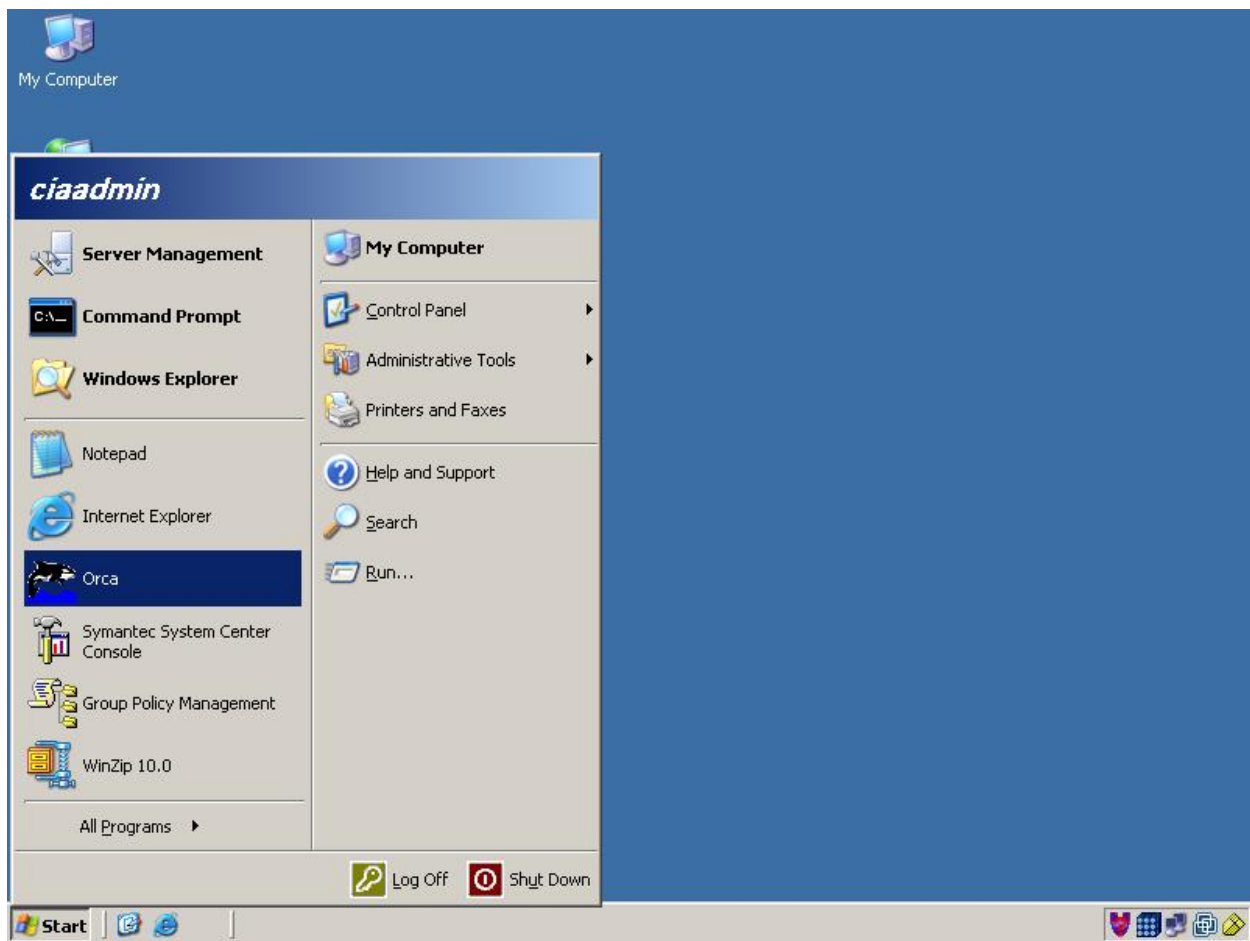 My Computer
ciaadmin
Server Management
Command Prompt
Windows Explorer
Notepad
Internet Explorer
Orca
Symantec System Center
Console
Group Policy Management
WinZip 10.0
All Programs
My Computer
Control Panel
Administrative Tools
Printers and Faxes
Help and Support
Search
Run...
Log Off
Shut Down
Start
C:\_